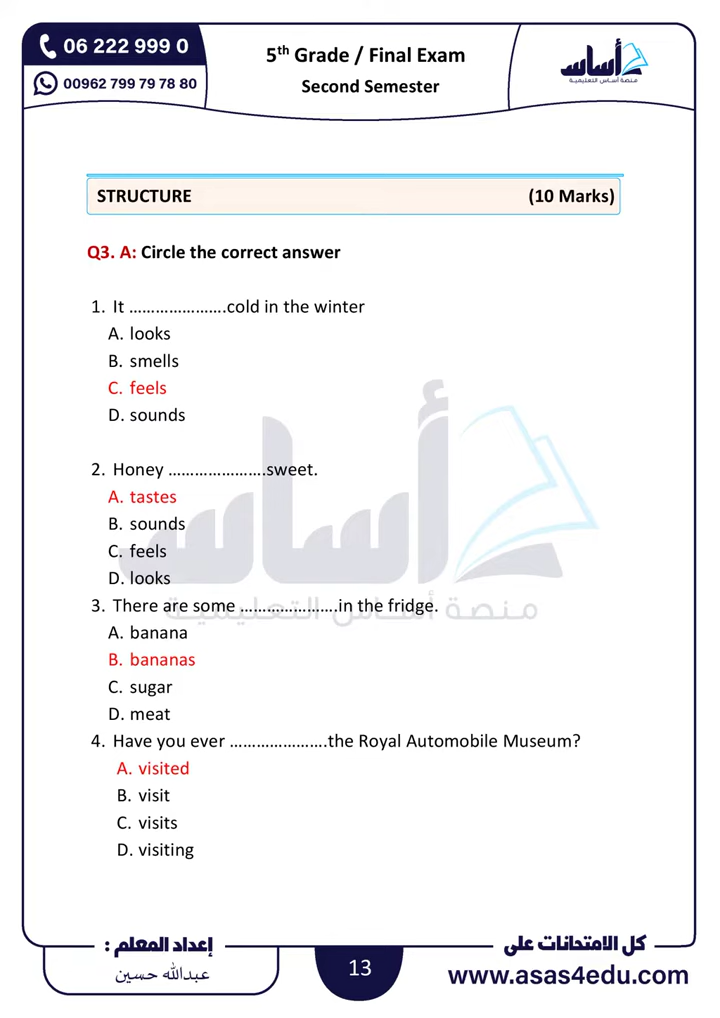 06 222 999 0
00962 799 79 78 80
5th Grade / Final Exam
Second Semester
أساس
منصة أساس التعليمية
STRUCTURE (10 Marks)
Q3. A: Circle the correct answer
1. It ………………….cold in the winter
A. looks
B. smells
C. feels
D. sounds
2. Honey ………………….sweet.
A. tastes
B. sounds
C. feels
D. looks
3. There are some ………………….in the fridge.
A. banana
B. bananas
C. sugar
D. meat
4. Have you ever ………………….the Royal Automobile Museum?
A. visited
B. visit
C. visits
D. visiting
أساس
منصة أساس التعليمية
إعداد المعلم :
عبدالله حسين
13
كل الامتحانات على
www.asas4edu.com